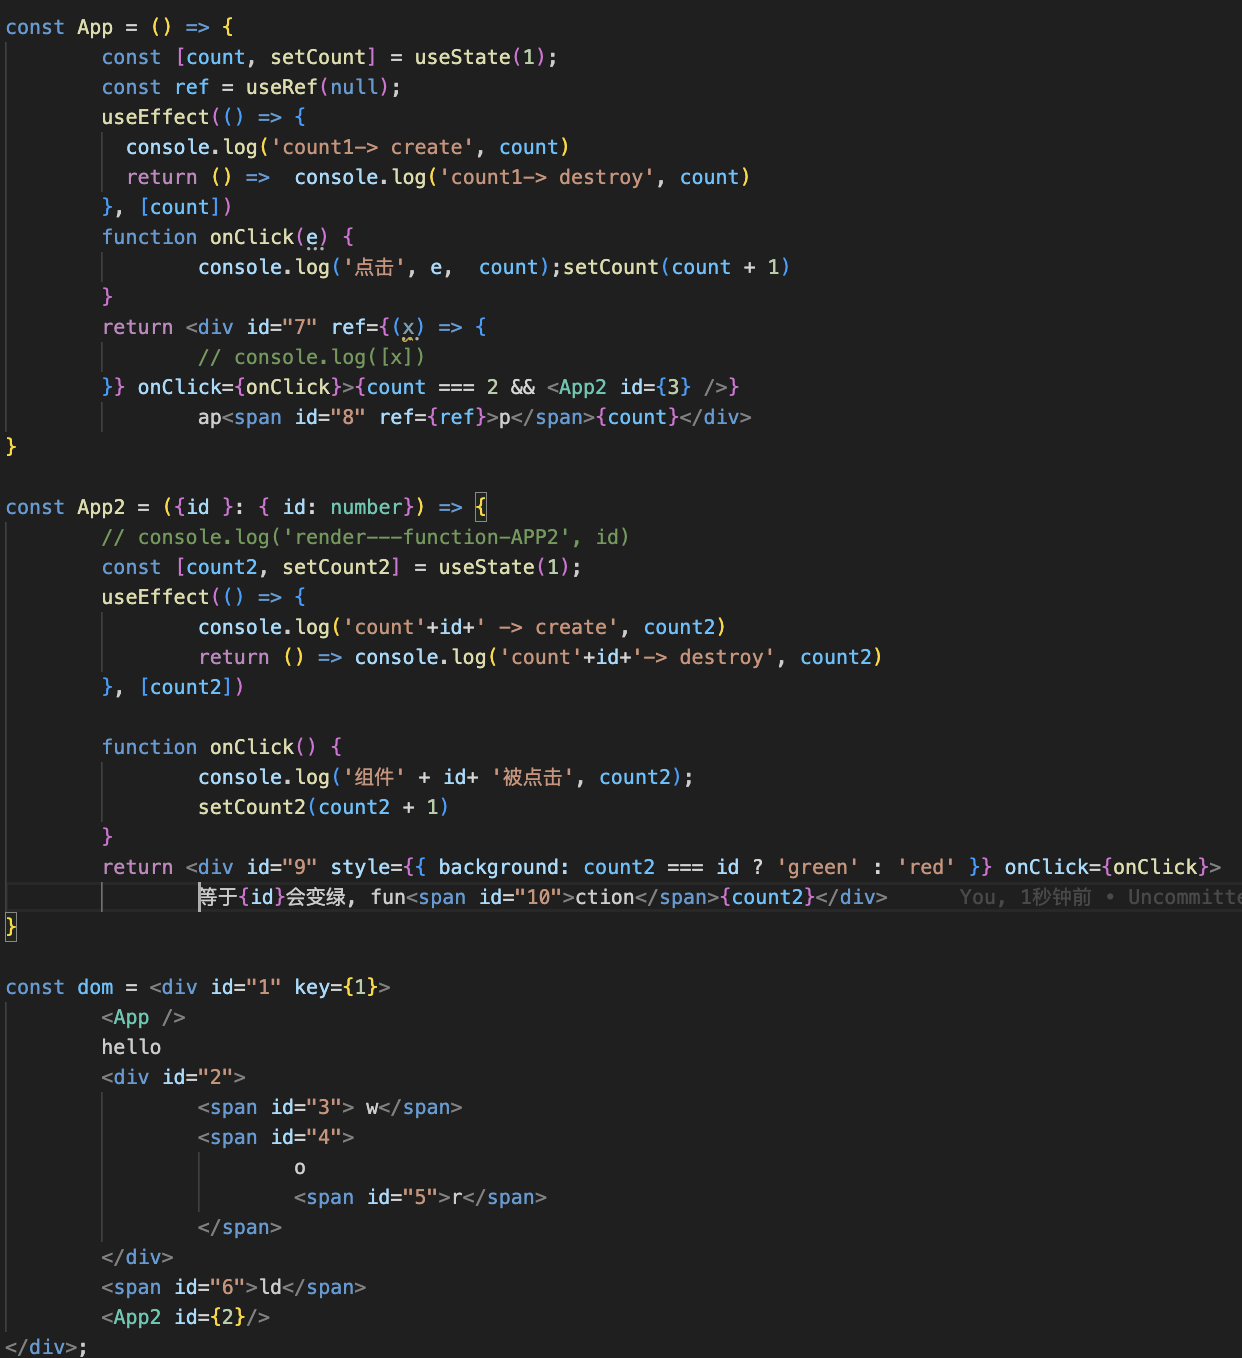 const App = () => {
const [count, setCount] = useState(1);
const ref = useRef(null);
useEffect(() => {
console.log('count1-> create', count)
return () =>  console.log('count1-> destroy', count)
}, [count])
function onClick(e) {
console.log('点击', e,  count);setCount(count + 1)
}
return <div id="7" ref={(x) => {
// console.log([x])
}} onClick={onClick}>{count === 2 && <App2 id={3} />}
ap<span id="8" ref={ref}>p</span>{count}</div>
}
const App2 = ({id }: { id: number}) => {
// console.log('render---function-APP2', id)
const [count2, setCount2] = useState(1);
useEffect(() => {
console.log('count'+id+' -> create', count2)
return () => console.log('count'+id+'-> destroy', count2)
}, [count2])
function onClick() {
console.log('组件' + id+ '被点击', count2);
setCount2(count2 + 1)
}
return <div id="9" style={{ background: count2 === id ? 'green' : 'red' }} onClick={onClick}>
等于{id}会变绿, fun<span id="10">ction</span>{count2}</div> You, 1秒钟前 • Uncommitte
}
const dom = <div id="1" key={1}>
<App />
hello
<div id="2">
<span id="3"> w</span>
<span id="4">
o
<span id="5">r</span>
</span>
</div>
<span id="6">ld</span>
<App2 id={2}/>
</div>;